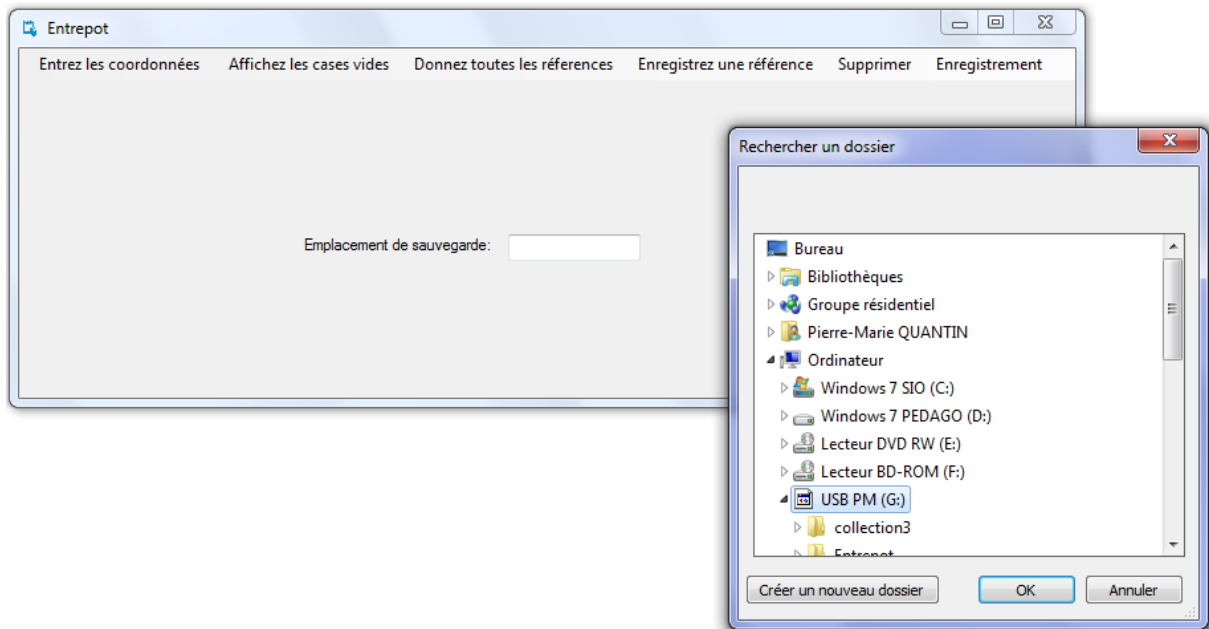 Entrepot
Entrez les coordonnées Affichez les cases vides Donnez toutes les réferences Enregistrez une référence Supprimer Enregistrement
Emplacement de sauvegarde:
Rechercher un dossier
Bureau
Bibliothèques
Groupe résidentiel
Pierre-Marie QUANTIN
Ordinateur
Windows 7 SIO (C:)
Windows 7 PEDAGO (D:)
Lecteur DVD RW (E:)
Lecteur BD-ROM (F:)
USB PM (G:)
collection3
Entrepot
Créer un nouveau dossier OK Annuler